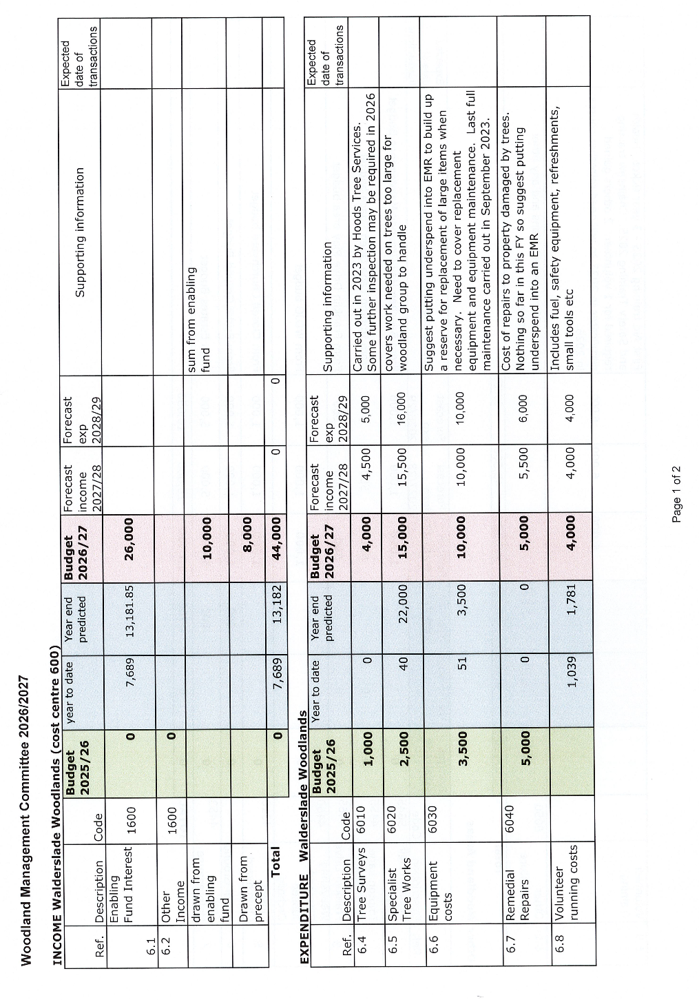 Woodland Management Committee 2026/2027
INCOME Walderslade Woodlands (cost centre 600)
Ref. Description Code Budget 2025/26 year to date Year end predicted Budget 2026/27 Forecast income 2027/28 Forecast exp 2028/29 Supporting information Expected date of transactions
6.1 Enabling Fund Interest 1600 0 7,689 13,181.85 26,000
6.2 Other Income 1600 0
drawn from enabling fund 10,000 sum from enabling fund
Drawn from precept 8,000
Total 0 7,689 13,182 44,000 0 0
EXPENDITURE Walderslade Woodlands
Ref. Description Code Budget 2025/26 Year to date Year end predicted Budget 2026/27 Forecast income 2027/28 Forecast exp 2028/29 Supporting information Expected date of transactions
6.4 Tree Surveys 6010 1,000 0 4,000 4,500 5,000 Carried out in 2023 by Hoods Tree Services.
Some further inspection may be required in 2026
6.5 Specialist Tree Works 6020 2,500 40 22,000 15,000 15,500 16,000 covers work needed on trees too large for
woodland group to handle
6.6 Equipment costs 6030 3,500 51 3,500 10,000 10,000 10,000 Suggest putting underspend into EMR to build up
a reserve for replacement of large items when
necessary. Need to cover replacement
equipment and equipment maintenance. Last full
maintenance carried out in September 2023.
6.7 Remedial Repairs 6040 5,000 0 0 5,000 5,500 6,000 Cost of repairs to property damaged by trees.
Nothing so far in this FY so suggest putting
underspend into an EMR
6.8 Volunteer running costs 1,039 1,781 4,000 4,000 4,000 Includes fuel, safety equipment, refreshments,
small tools etc
Page 1 of 2